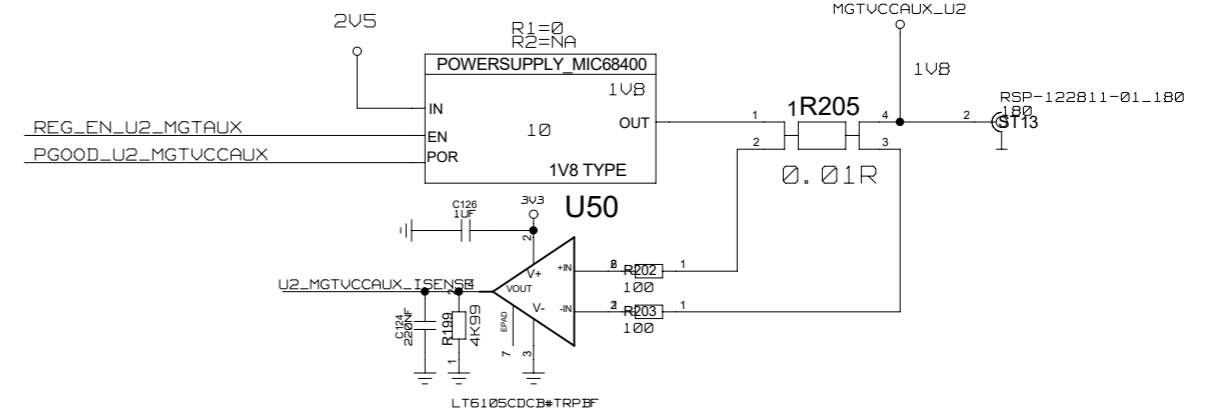 2V5
R1=0
R2=NA
MGTVCCAUX_U2
POWERSUPPLY_MIC68400
1V8
1V8
IN
10
OUT
REG_EN_U2_MGTAUX
EN
PGOOD_U2_MGTVCCAUX
POR
1V8 TYPE
1
1R205
4
2
3
0.01R
2
RSP-122811-01_180
180
ST13
C126
1UF
3V3
U50
2
V+
+IN
R202
1
100
U2_MGTVCCAUX_ISENSE
VOUT
V-
-IN
R203
1
100
C124
220NF
2
R199
4K99
1
EPAD
7
3
LT6105CDCB#TRPBF